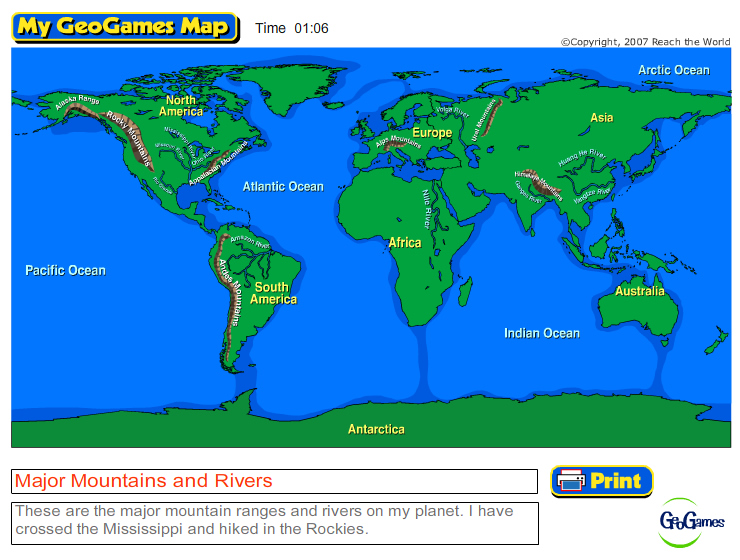 My GeoGames Map
Time 01:06
©Copyright, 2007 Reach the World
Arctic Ocean
Alaska Range
North
America
Rocky Mountains
Mississippi River
Missouri River
Ohio River
Appalachian Mountains
Rio Grande
Atlantic Ocean
Pacific Ocean
Volga River
Ural Mountains
Europe
Alps Mountains
Asia
Huang He River
Himalaya Mountains
Ganges River
Yangtze River
Nile River
Africa
Amazon River
Andes Mountains
South
America
Australia
Indian Ocean
Antarctica
Major Mountains and Rivers
These are the major mountain ranges and rivers on my planet. I have
crossed the Mississippi and hiked in the Rockies.
Print
GeoGames